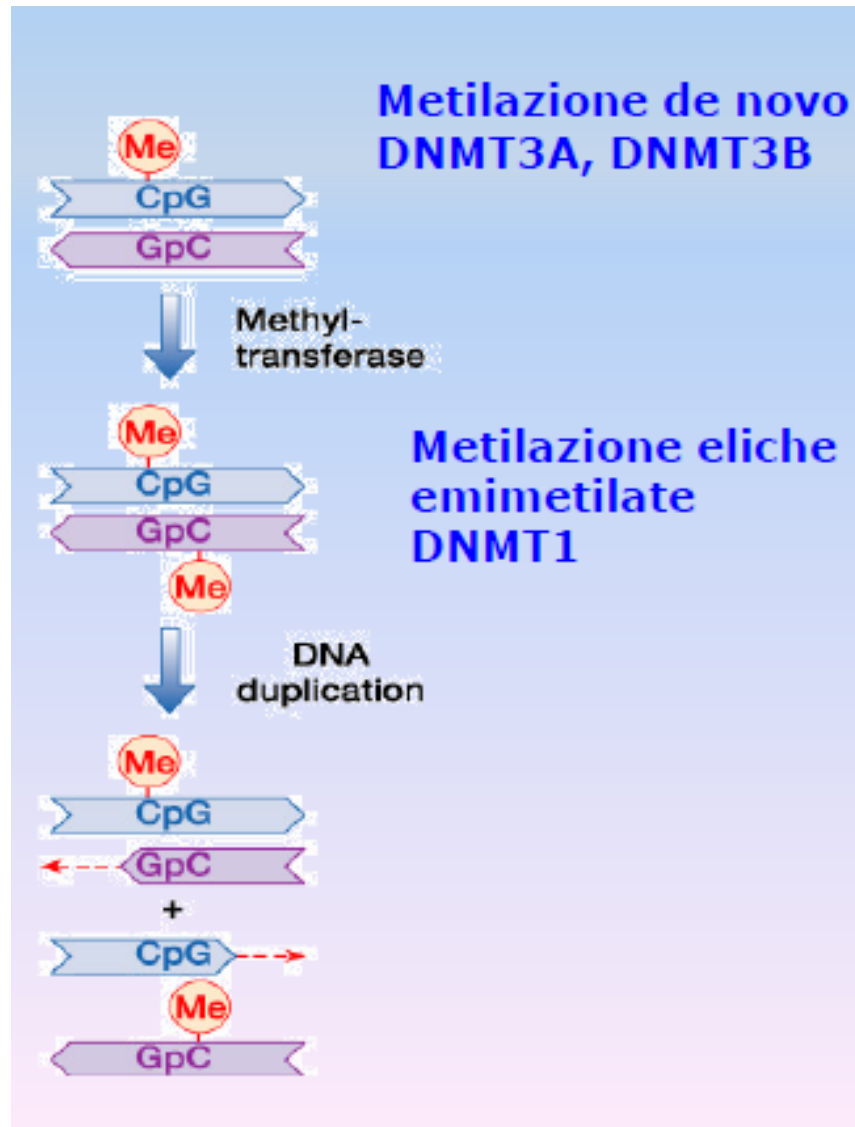 Metilazione de novo
DNMT3A, DNMT3B
Me
CpG
GpC
Methyl-
transferase
Me
CpG
GpC
Me
Metilazione eliche
emimetilate
DNMT1
DNA
duplication
Me
CpG
GpC
+
CpG
Me
GpC